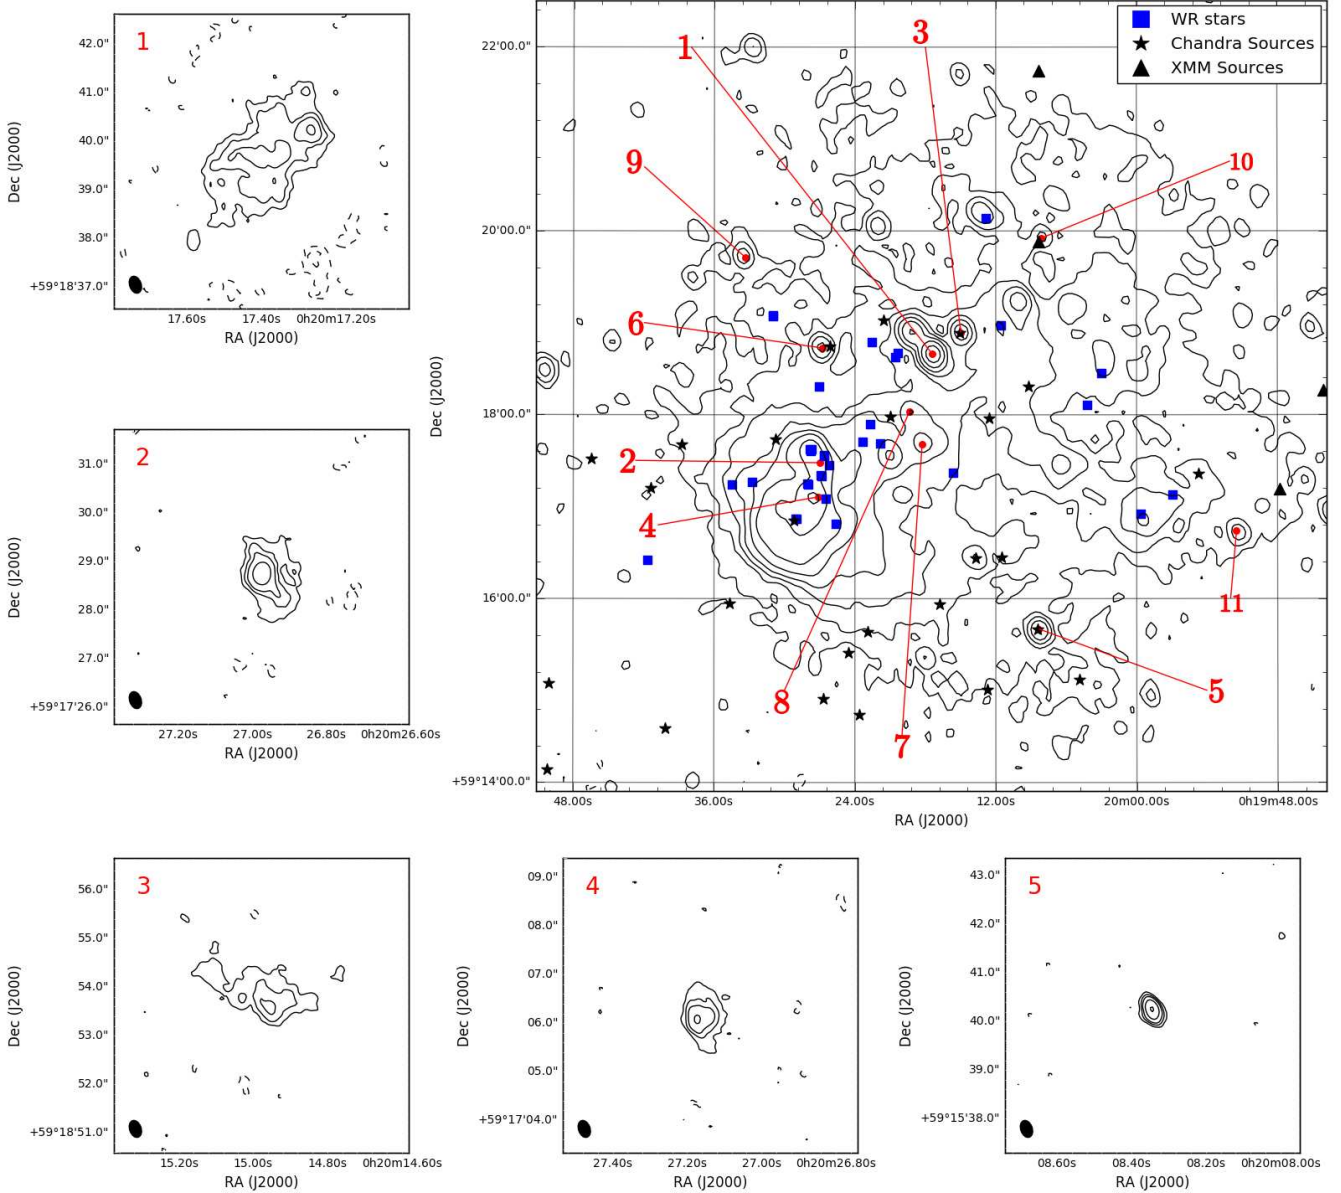 1
42.0"
41.0"
40.0"
39.0"
38.0"
+59°18'37.0"
Dec (J2000)
17.60s 17.40s 0h20m17.20s
RA (J2000)
2
31.0"
30.0"
29.0"
28.0"
27.0"
+59°17'26.0"
Dec (J2000)
27.20s 27.00s 26.80s 0h20m26.60s
RA (J2000)
WR stars
Chandra Sources
XMM Sources
22'00.0"
20'00.0"
18'00.0"
16'00.0"
+59°14'00.0"
Dec (J2000)
1
3
9
10
6
2
4
11
5
8
7
48.00s 36.00s 24.00s 12.00s 20m00.00s 0h19m48.00s
RA (J2000)
3
56.0"
55.0"
54.0"
53.0"
52.0"
+59°18'51.0"
Dec (J2000)
15.20s 15.00s 14.80s 0h20m14.60s
RA (J2000)
4
09.0"
08.0"
07.0"
06.0"
05.0"
+59°17'04.0"
Dec (J2000)
27.40s 27.20s 27.00s 0h20m26.80s
RA (J2000)
5
43.0"
42.0"
41.0"
40.0"
39.0"
+59°15'38.0"
Dec (J2000)
08.60s 08.40s 08.20s 0h20m08.00s
RA (J2000)